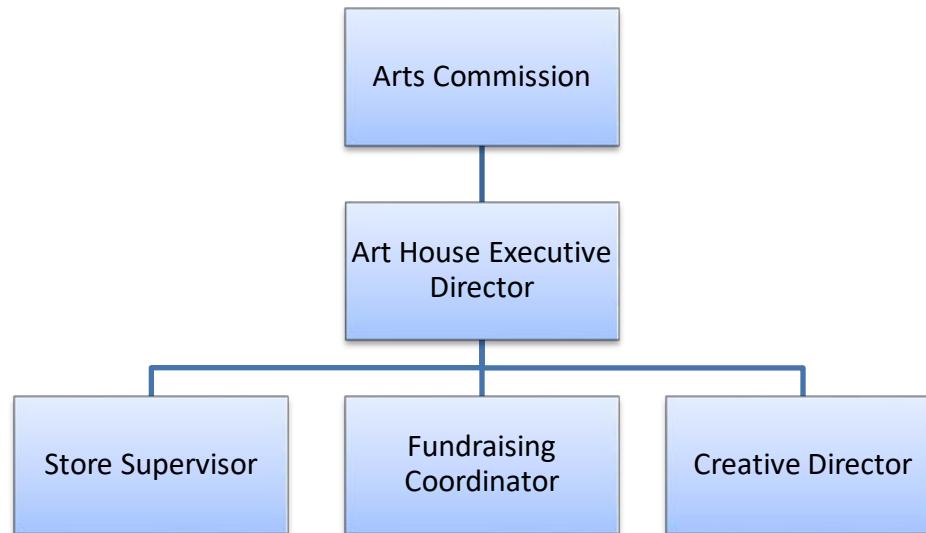 Arts Commission
Art House Executive
Director
Store Supervisor
Fundraising
Coordinator
Creative Director